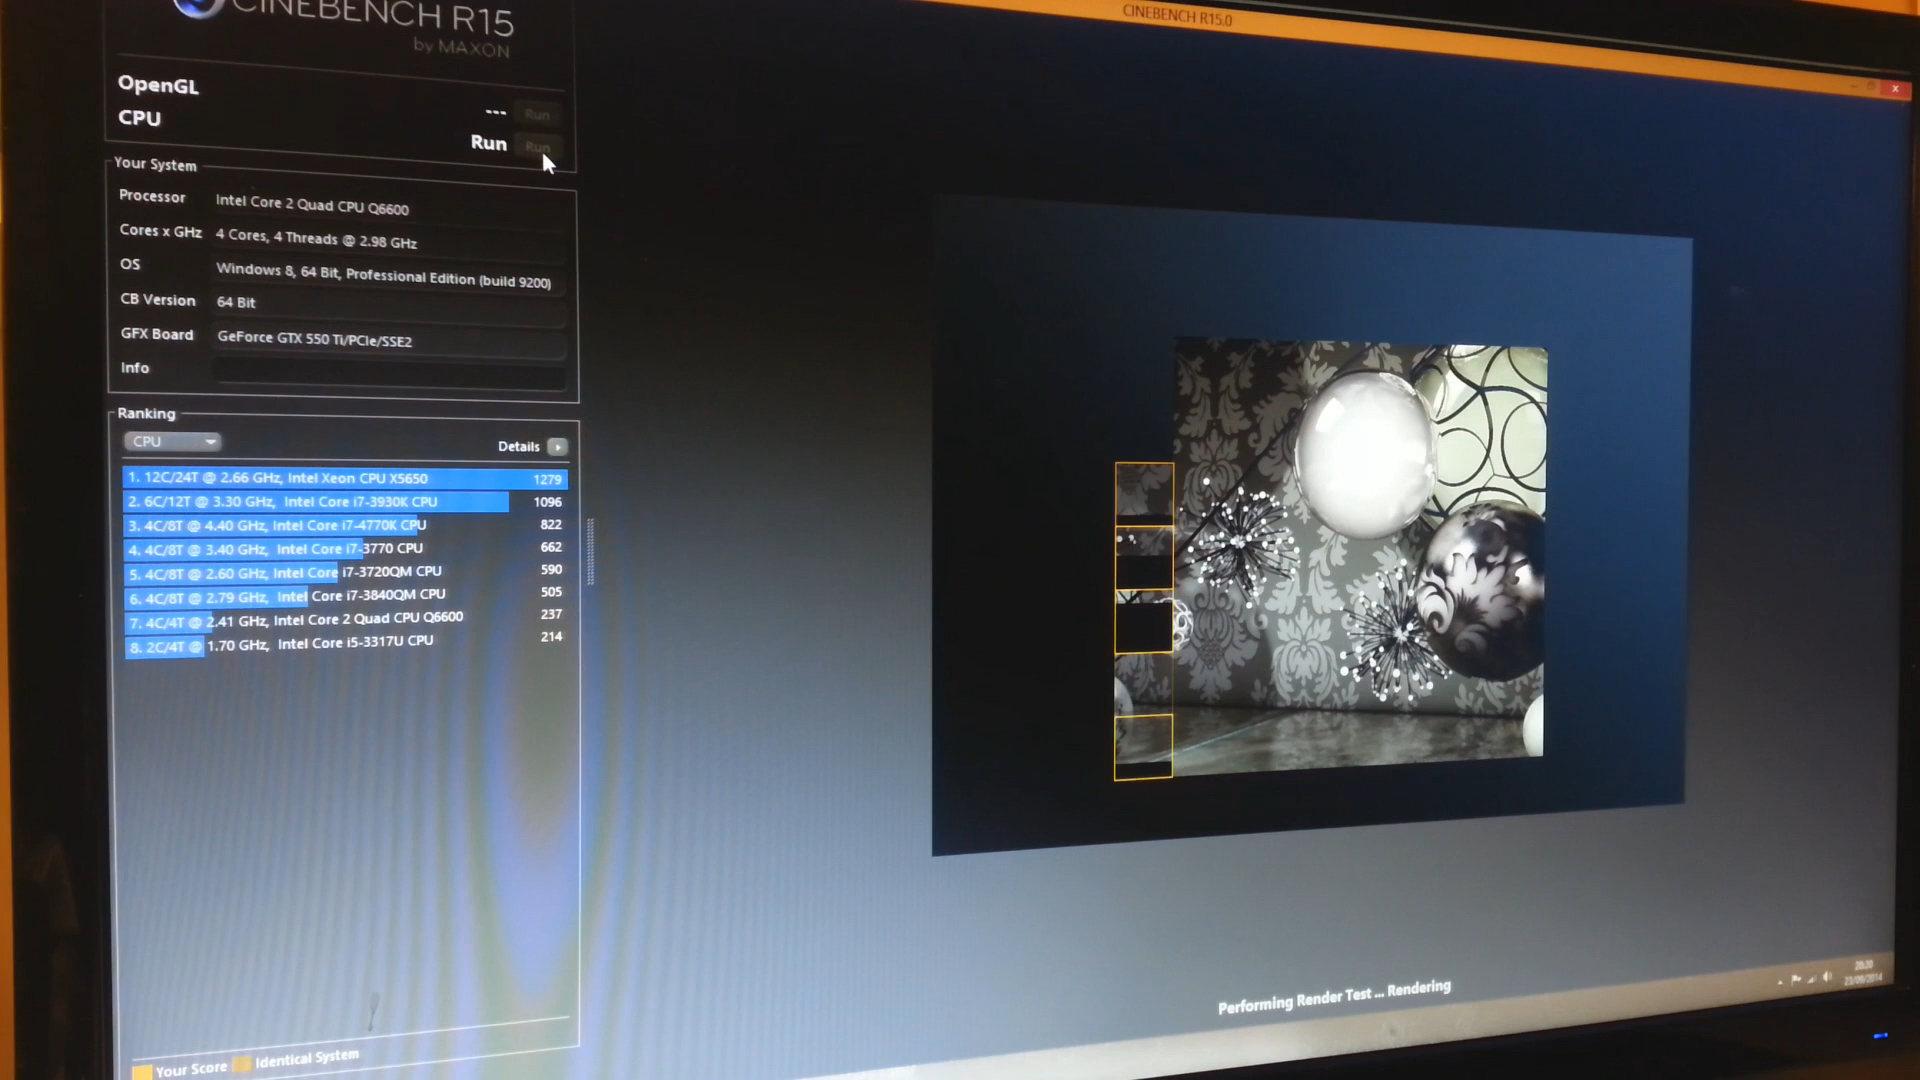 CINEBENCH R15
by MAXON
CINEBENCH R15.0
OpenGL
--- Run
CPU
Run Run
Your System
Processor Intel Core 2 Quad CPU Q6600
Cores x GHz 4 Cores, 4 Threads @ 2.98 GHz
OS Windows 8, 64 Bit, Professional Edition (build 9200)
CB Version 64 Bit
GFX Board GeForce GTX 550 Ti/PCIe/SSE2
Info
Ranking
CPU Details
1. 12C/24T @ 2.66 GHz, Intel Xeon CPU X5650 1279
2. 6C/12T @ 3.30 GHz, Intel Core i7-3930K CPU 1096
3. 4C/8T @ 4.40 GHz, Intel Core i7-4770K CPU 822
4. 4C/8T @ 3.40 GHz, Intel Core i7-3770 CPU 662
5. 4C/8T @ 2.60 GHz, Intel Core i7-3720QM CPU 590
6. 4C/8T @ 2.79 GHz, Intel Core i7-3840QM CPU 505
7. 4C/4T @ 2.41 GHz, Intel Core 2 Quad CPU Q6600 237
8. 2C/4T @ 1.70 GHz, Intel Core i5-3317U CPU 214
Performing Render Test ... Rendering
20:20
23/09/2014
Your Score Identical System